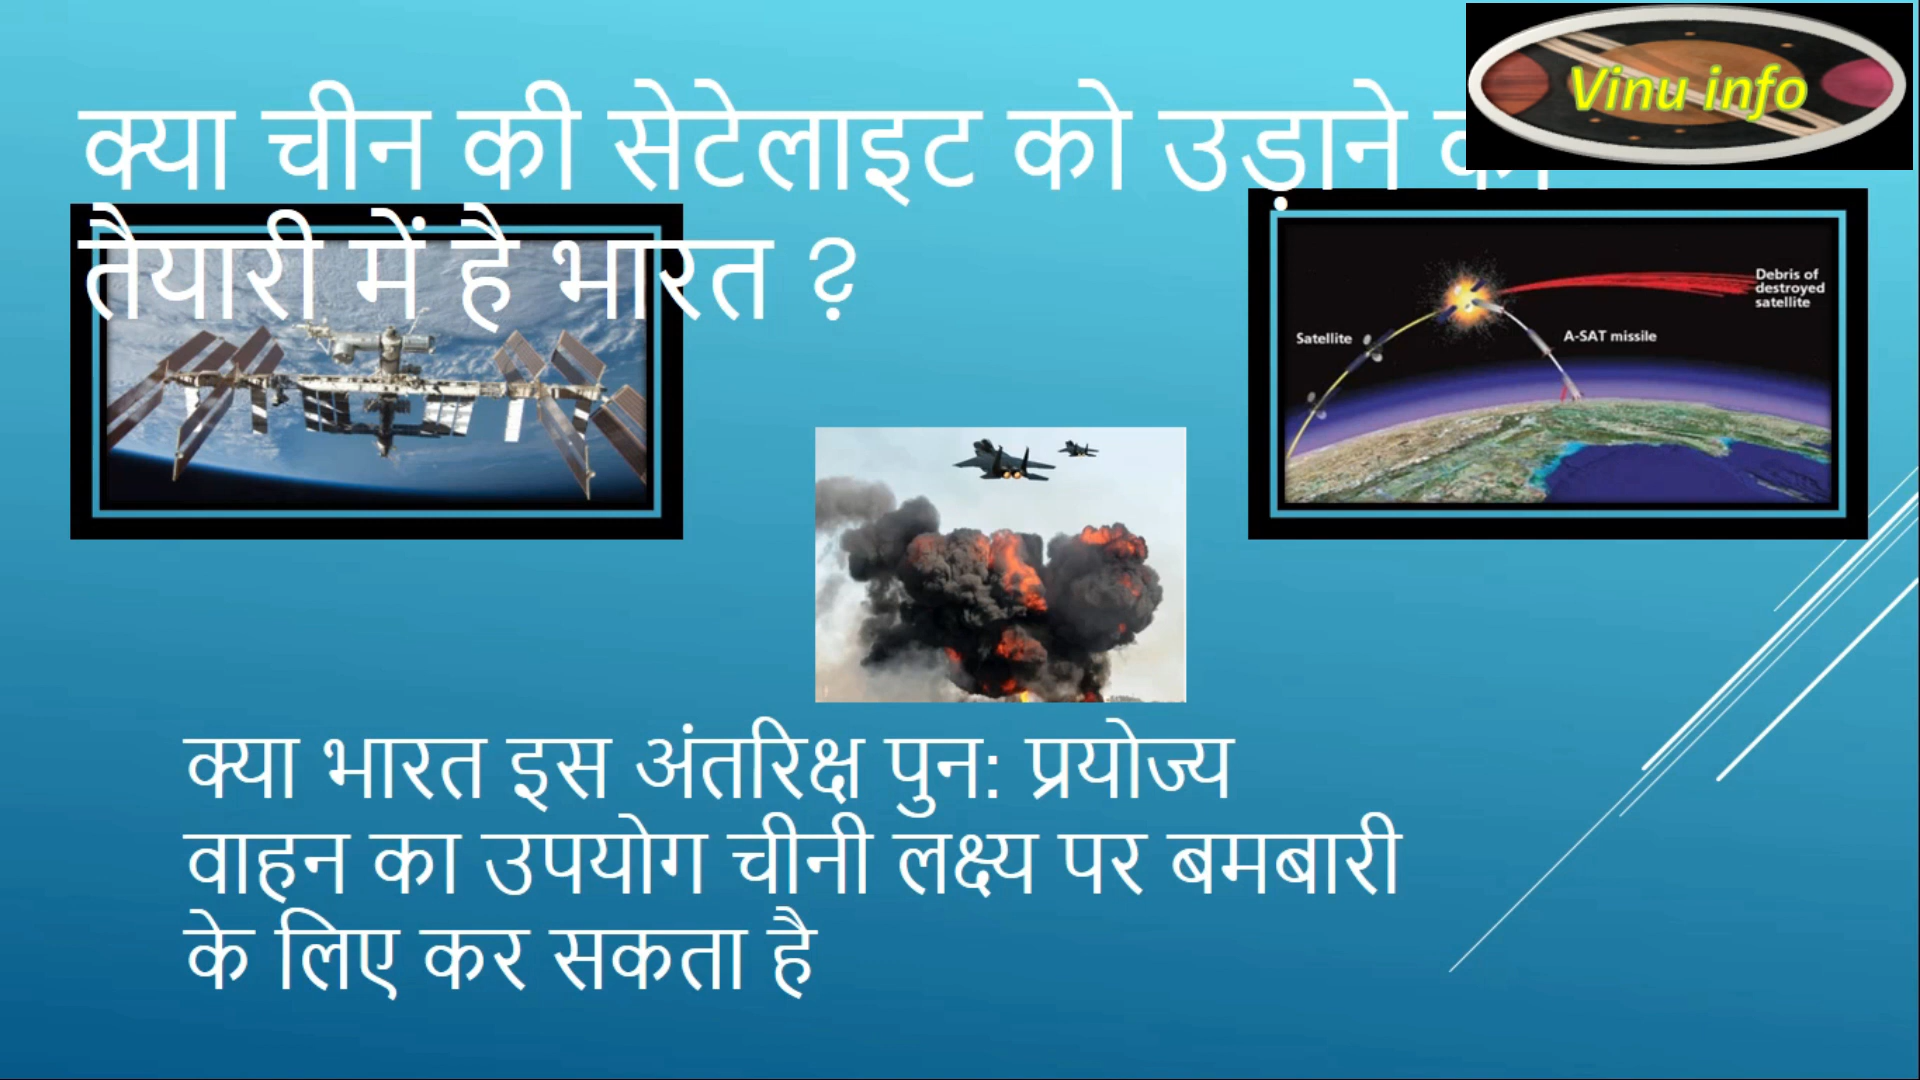 Vinu info
क्या चीन की सेटेलाइट को उड़ाने
तैयारी में है भारत ?
Debris of
destroyed
satellite
Satellite
A-SAT missile
क्या भारत इस अंतरिक्ष पुन: प्रयोज्य
वाहन का उपयोग चीनी लक्ष्य पर बमबारी
के लिए कर सकता है